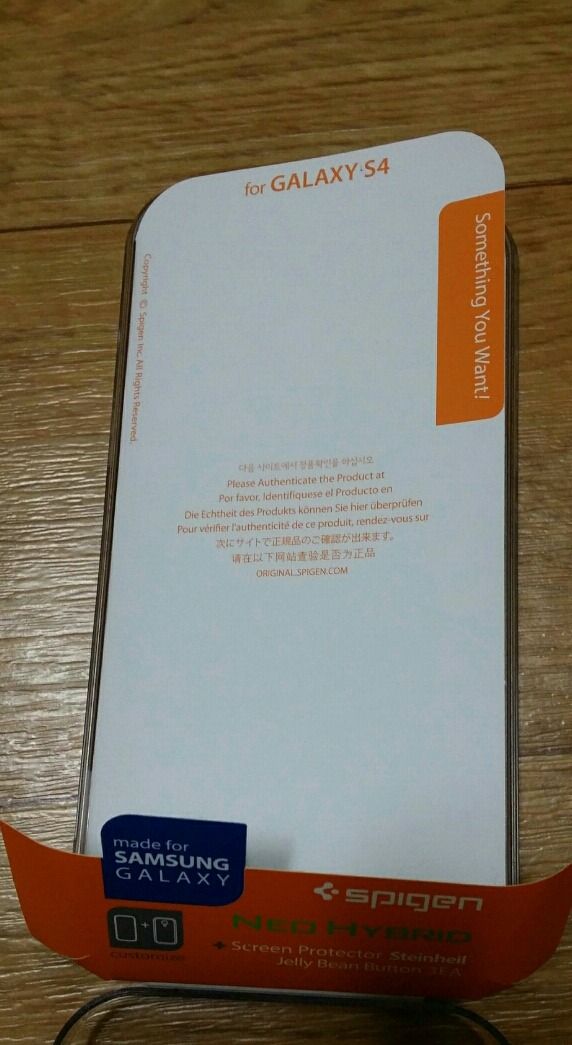 for GALAXY S4
Something You Want!
Copyright © Spigen Inc. All Rights Reserved.
다음 사이트에서 정품확인을 하십시오
Please Authenticate the Product at
Por favor, Identifiquese el Producto en
Die Echtheit des Produkts können Sie hier überprüfen
Pour vérifier l'authenticité de ce produit, rendez-vous sur
次にサイトで正規品のご確認が出来ます。
请在以下网站查验是否为正品
ORIGINAL.SPIGEN.COM
made for
SAMSUNG
GALAXY
spigen
NEO HYBRID
+ Screen Protector Steinheil
Jelly Bean Button 3EA
+
customize